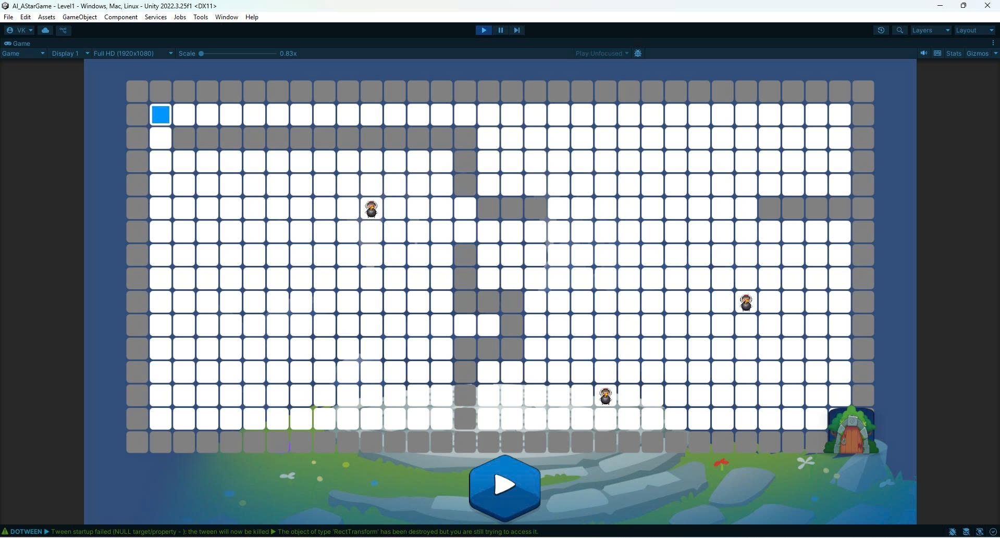 AI_AStarGame - Level1 - Windows, Mac, Linux - Unity 2022.3.25f1 <DX11>
File Edit Assets GameObject Component Services Jobs Tools Window Help
VK Layers Layout
Game
Game Display 1 Full HD (1920x1080) Scale 0.83x Play Unfocused Stats Gizmos
DOTWEEN ► Tween startup failed (NULL target/property - ): the tween will now be killed ► The object of type 'RectTransform' has been destroyed but you are still trying to access it.